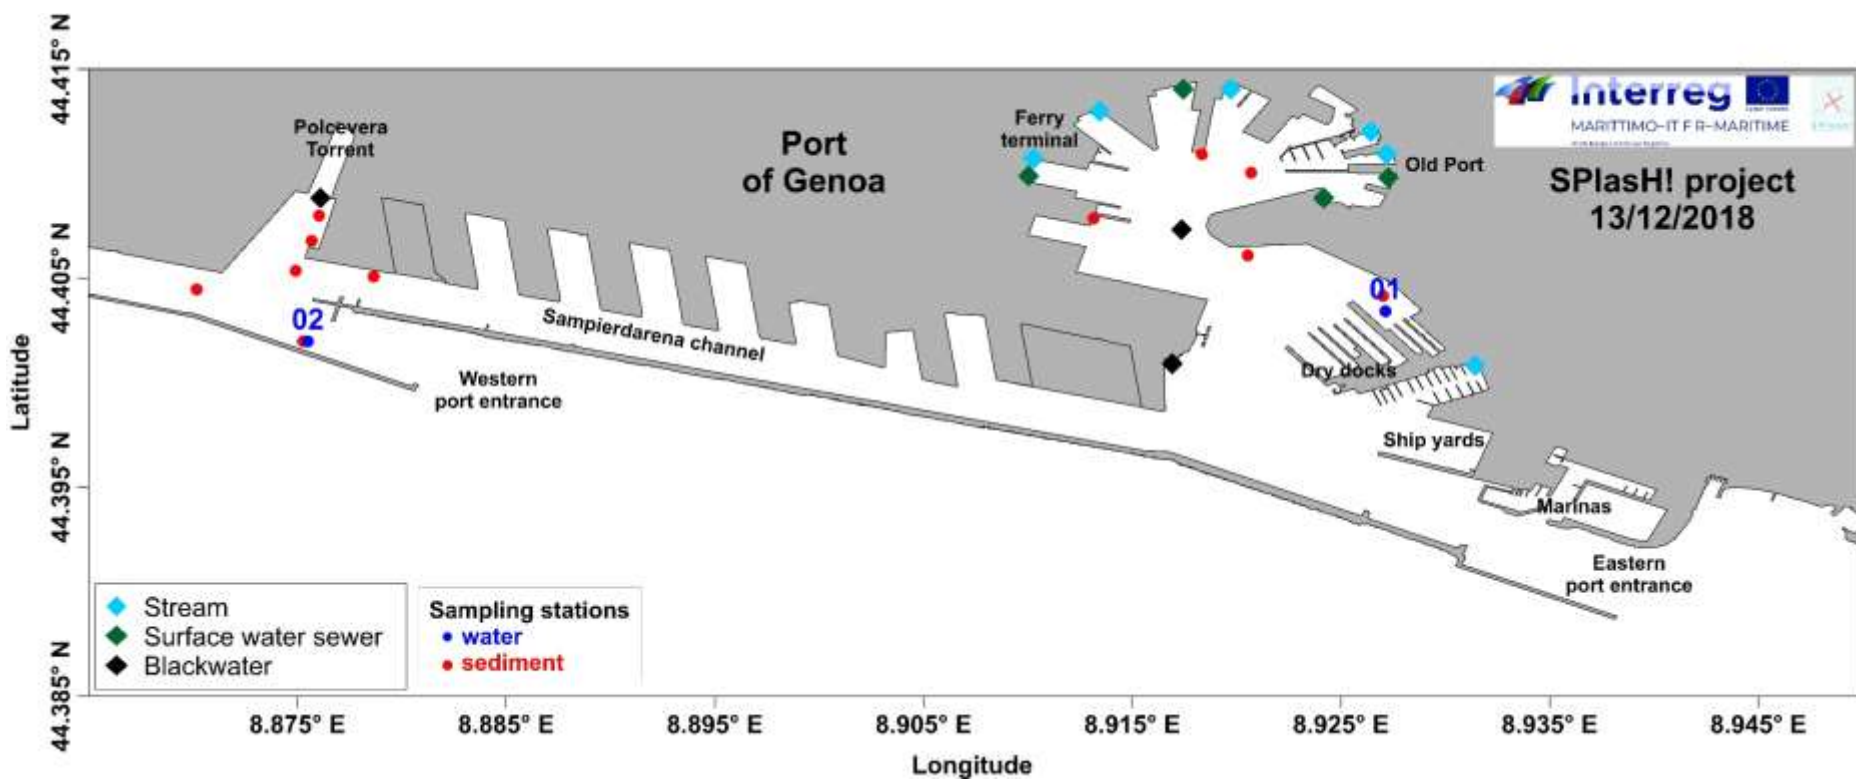 44.415° N
44.405° N
44.395° N
44.385° N
Latitude
Polcevera
Torrent
Port
of Genoa
Ferry
terminal
Old Port
Interreg
MARITTIMO-IT FR-MARITIME
SPlasH! project
13/12/2018
02
01
Sampierdarena channel
Western
port entrance
Dry docks
Ship yards
Marinas
Eastern
port entrance
Stream
Surface water sewer
Blackwater
Sampling stations
water
sediment
8.875° E
8.885° E
8.895° E
8.905° E
8.915° E
8.925° E
8.935° E
8.945° E
Longitude